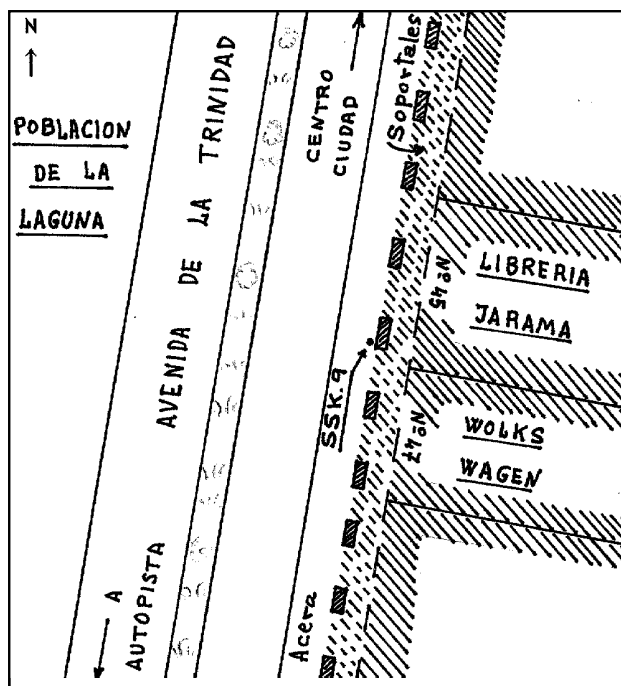 N
POBLACION
DE LA
LAGUNA
AVENIDA DE LA TRINIDAD
CENTRO
CIUDAD
(Soportales
Nº 45
LIBRERIA
JARAMA
SSK.9
Nº 47
WOLKS
WAGEN
A
AUTOPISTA
Acera